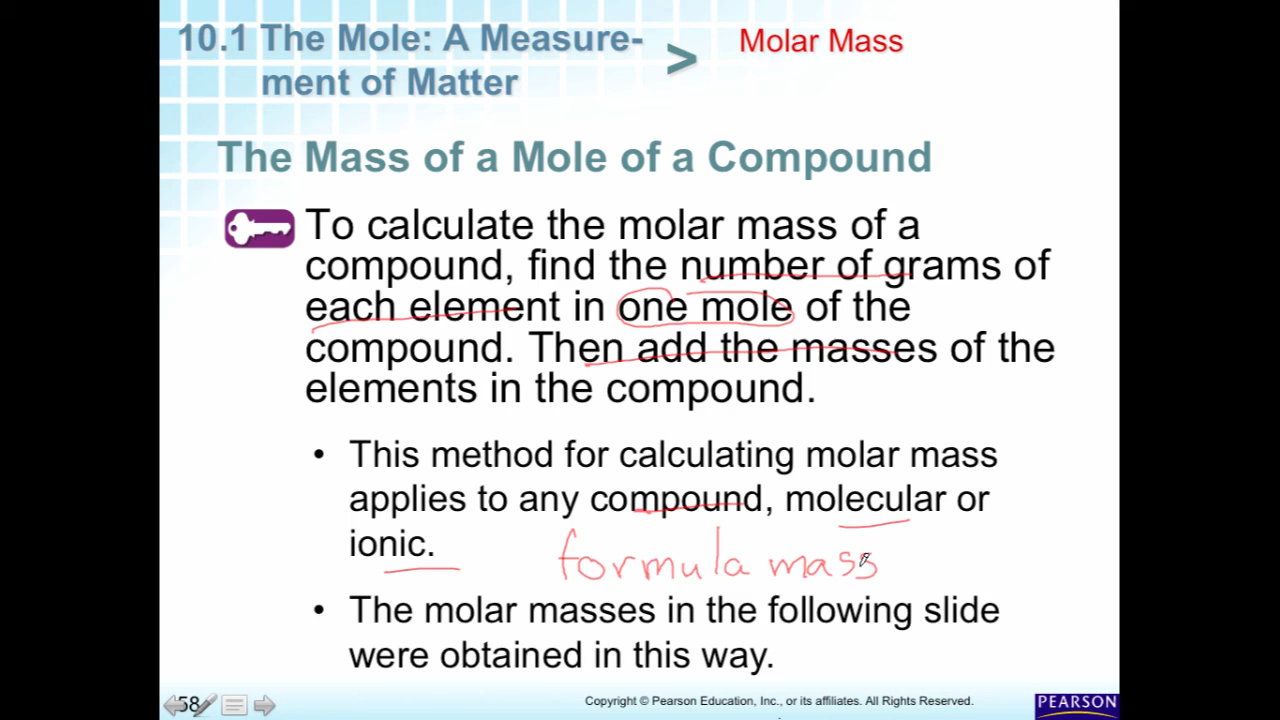 10.1 The Mole: A Measure-
ment of Matter
>
Molar Mass
The Mass of a Mole of a Compound
To calculate the molar mass of a
compound, find the number of grams of
each element in one mole of the
compound. Then add the masses of the
elements in the compound.
• This method for calculating molar mass
applies to any compound, molecular or
ionic.
formula mass
• The molar masses in the following slide
were obtained in this way.
58
Copyright © Pearson Education, Inc., or its affiliates. All Rights Reserved.
PEARSON